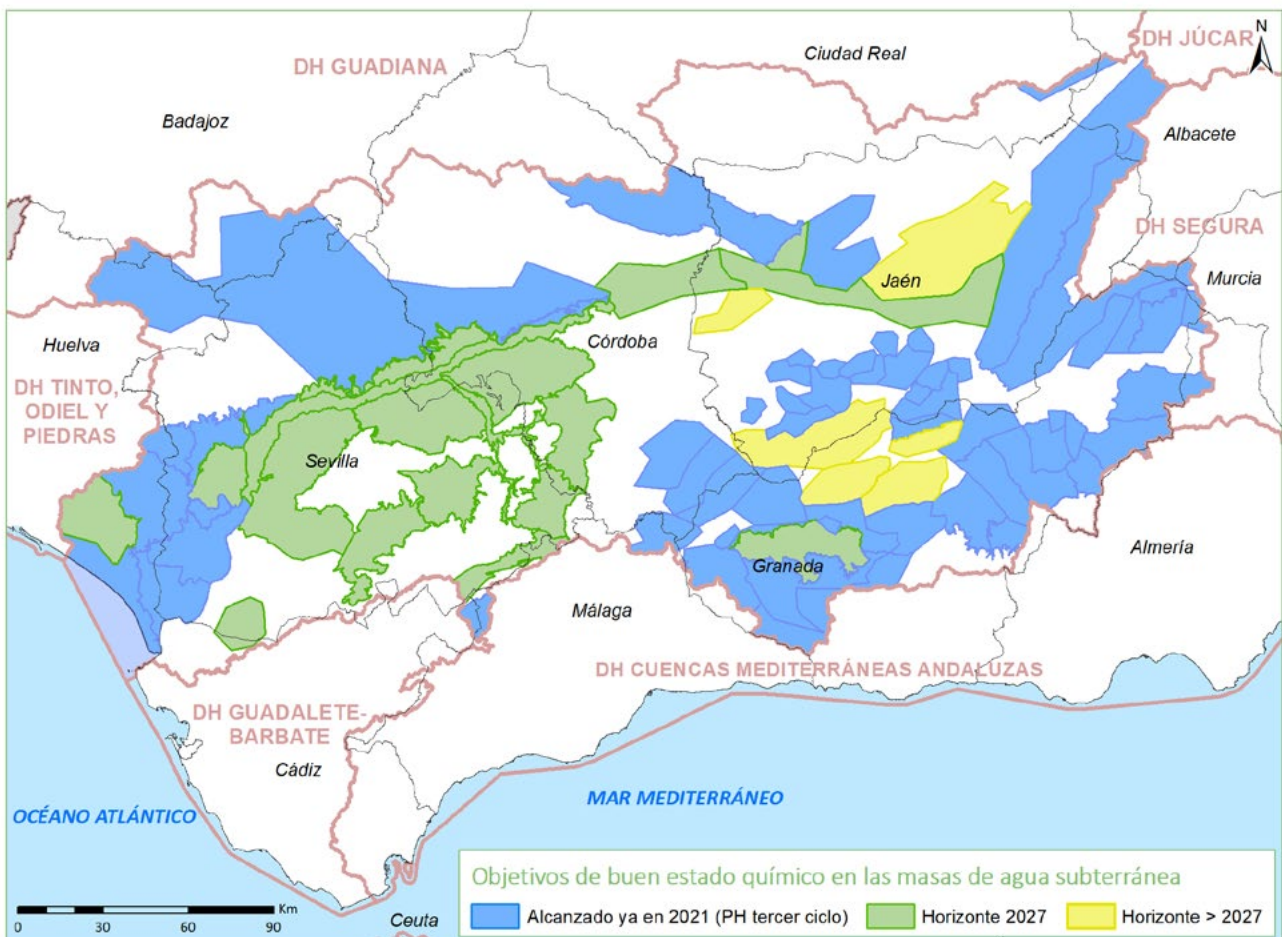 DH JÚCAR
N
Ciudad Real
DH GUADIANA
Badajoz
Albacete
DH SEGURA
Murcia
Jaén
Huelva
Córdoba
DH TINTO,
ODIEL Y
PIEDRAS
Sevilla
Almería
Granada
Málaga
DH CUENCAS MEDITERRÁNEAS ANDALUZAS
DH GUADALETE-
BARBATE
Cádiz
MAR MEDITERRÁNEO
OCÉANO ATLÁNTICO
Objetivos de buen estado químico en las masas de agua subterránea
Km
0 30 60 90
Ceuta
Alcanzado ya en 2021 (PH tercer ciclo)
Horizonte 2027
Horizonte > 2027